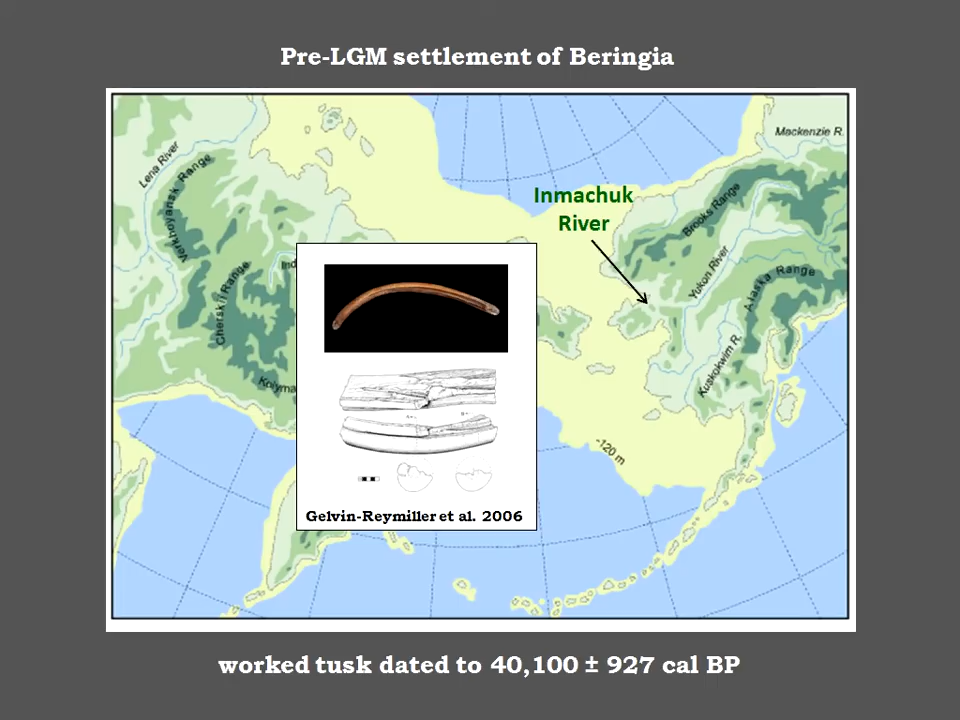 Pre-LGM settlement of Beringia
Mackenzie R.
Lena River
Verkhoyansk Range
Inmachuk
River
Brooks Range
Ind
Cherskii Range
Yukon River
Alaska Range
Kolyma
Kuskokwim R.
-120 m
Gelvin-Reymiller et al. 2006
worked tusk dated to 40,100 ± 927 cal BP